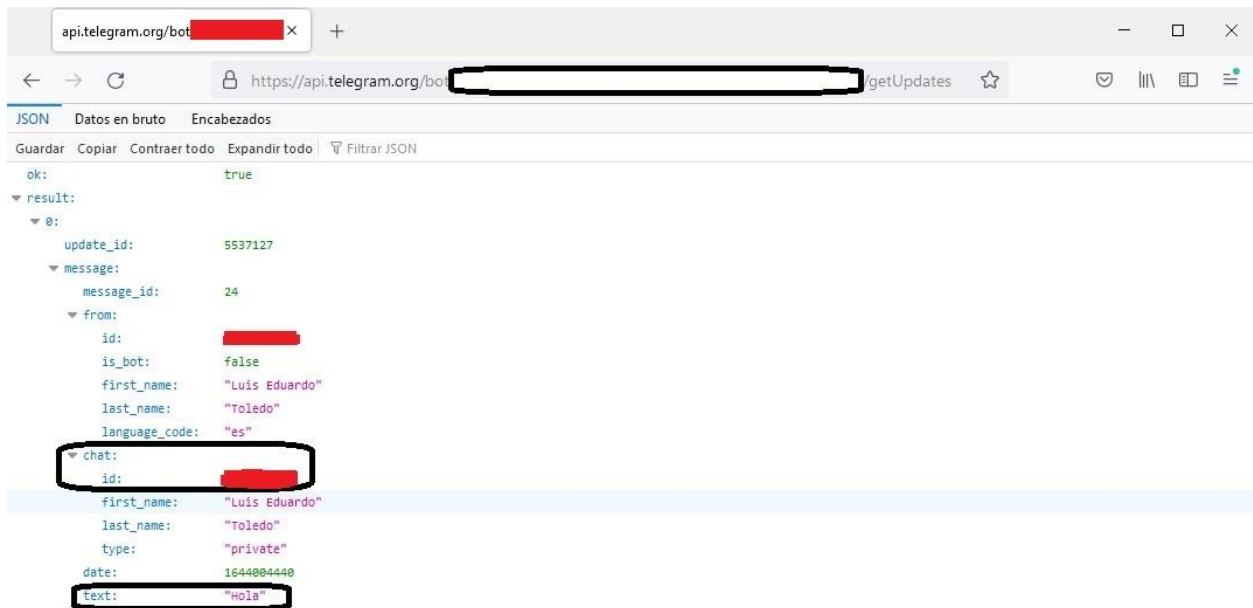 api.telegram.org/bot
https://api.telegram.org/bot /getUpdates
JSON Datos en bruto Encabezados
Guardar Copiar Contraer todo Expandir todo Filtrar JSON
ok: true
result:
0:
update_id: 5537127
message:
message_id: 24
from:
id:
is_bot: false
first_name: "Luis Eduardo"
last_name: "Toledo"
language_code: "es"
chat:
id:
first_name: "Luis Eduardo"
last_name: "Toledo"
type: "private"
date: 1644004440
text: "Hola"